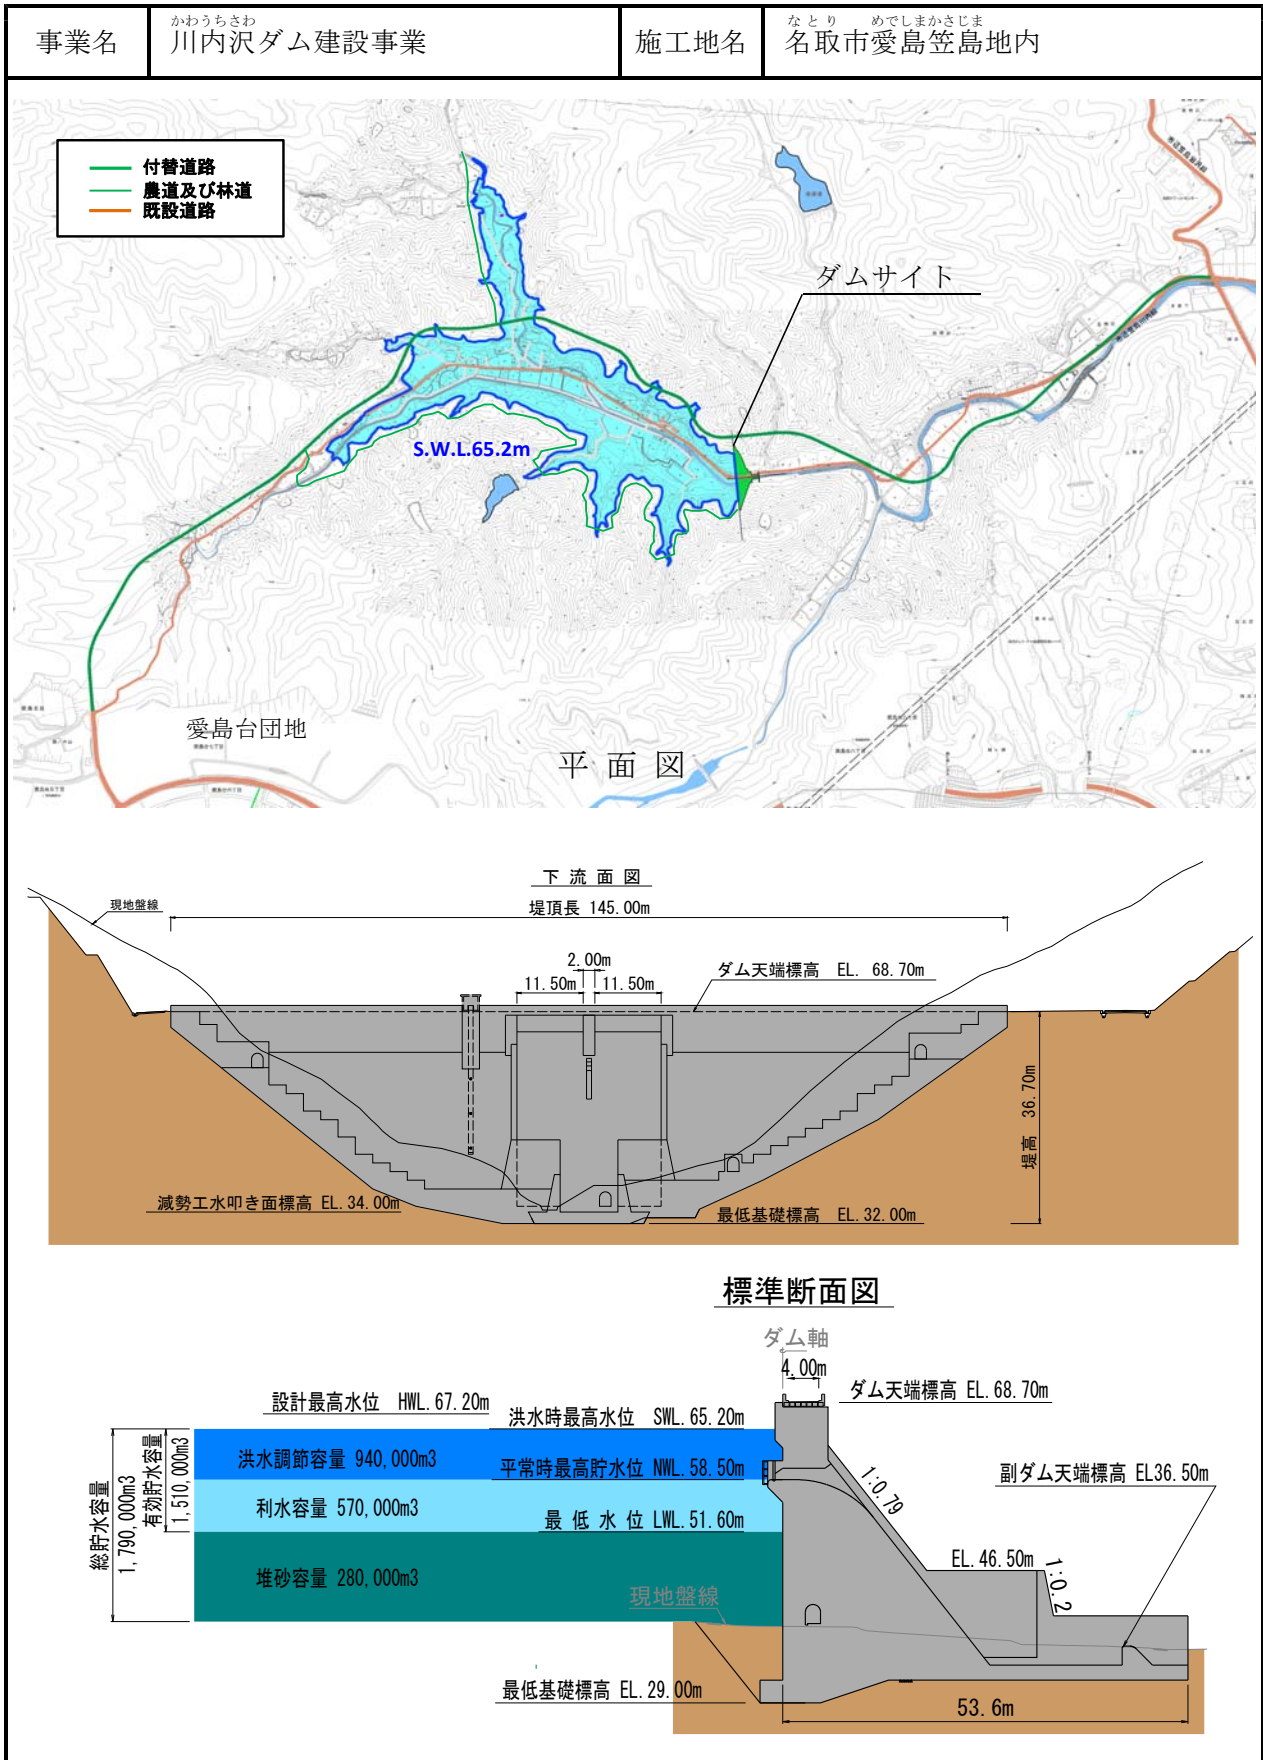 事業名
かわうちさわ
川内沢ダム建設事業
施工地名
なとり めでしまかさじま
名取市愛島笠島地内
付替道路
農道及び林道
既設道路
ダムサイト
S.W.L.65.2m
愛島台団地
平面図
下流面図
現地盤線
堤頂長 145.00m
2.00m
11.50m
11.50m
ダム天端標高 EL. 68.70m
堤高 36.70m
減勢工水叩き面標高 EL.34.00m
最低基礎標高 EL.32.00m
標準断面図
ダム軸
4.00m
設計最高水位 HWL.67.20m
洪水時最高水位 SWL.65.20m
ダム天端標高 EL.68.70m
洪水調節容量 940,000m3
平常時最高貯水位 NWL.58.50m
1:0.79
副ダム天端標高 EL36.50m
総貯水容量
1,790,000m3
有効貯水容量
1,510,000m3
利水容量 570,000m3
最低水位 LWL.51.60m
EL.46.50m
1:0.2
堆砂容量 280,000m3
現地盤線
最低基礎標高 EL.29.00m
53.6m